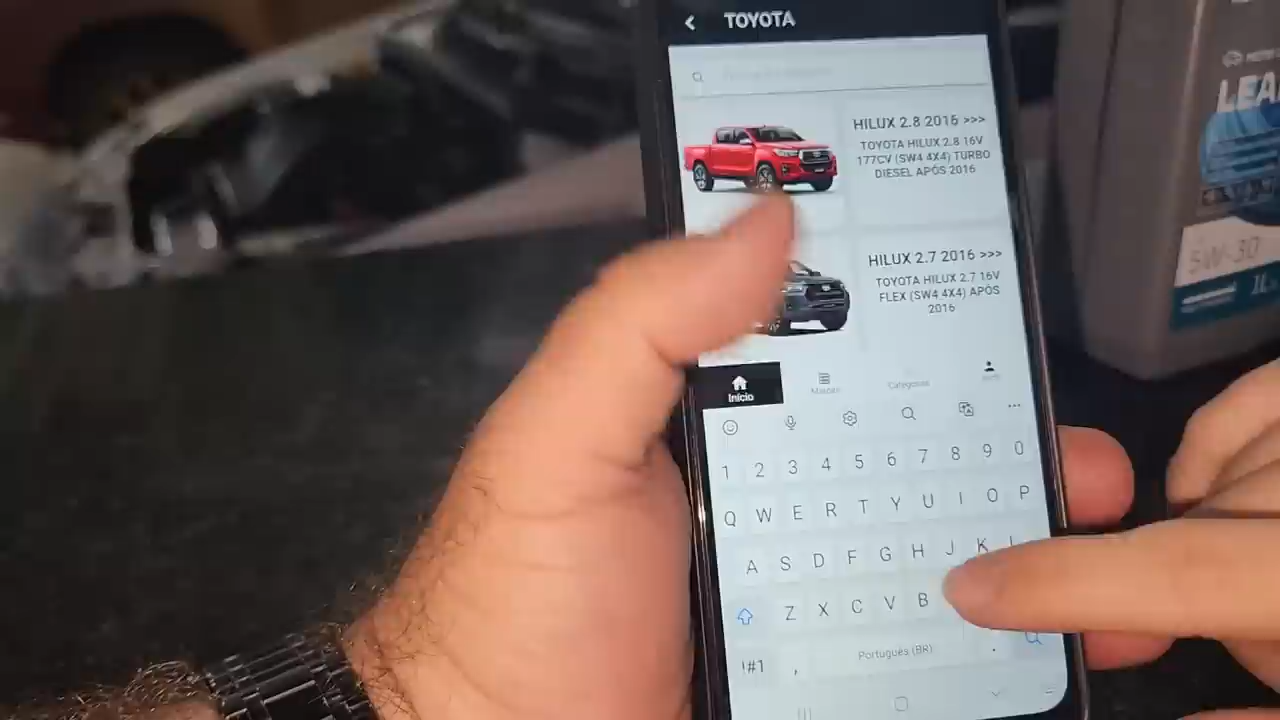 TOYOTA
HILUX 2.8 2016 >>>
TOYOTA HILUX 2.8 16V
177CV (SW4 4X4) TURBO
DIESEL APÓS 2016
HILUX 2.7 2016 >>>
TOYOTA HILUX 2.7 16V
FLEX (SW4 4X4) APÓS
2016
Início
Categorias
1 2 3 4 5 6 7 8 9 0
Q W E R T Y U I O P
A S D F G H J K L
Z X C V B
!#1 , Português (BR) .
LEA
5W-30
1L